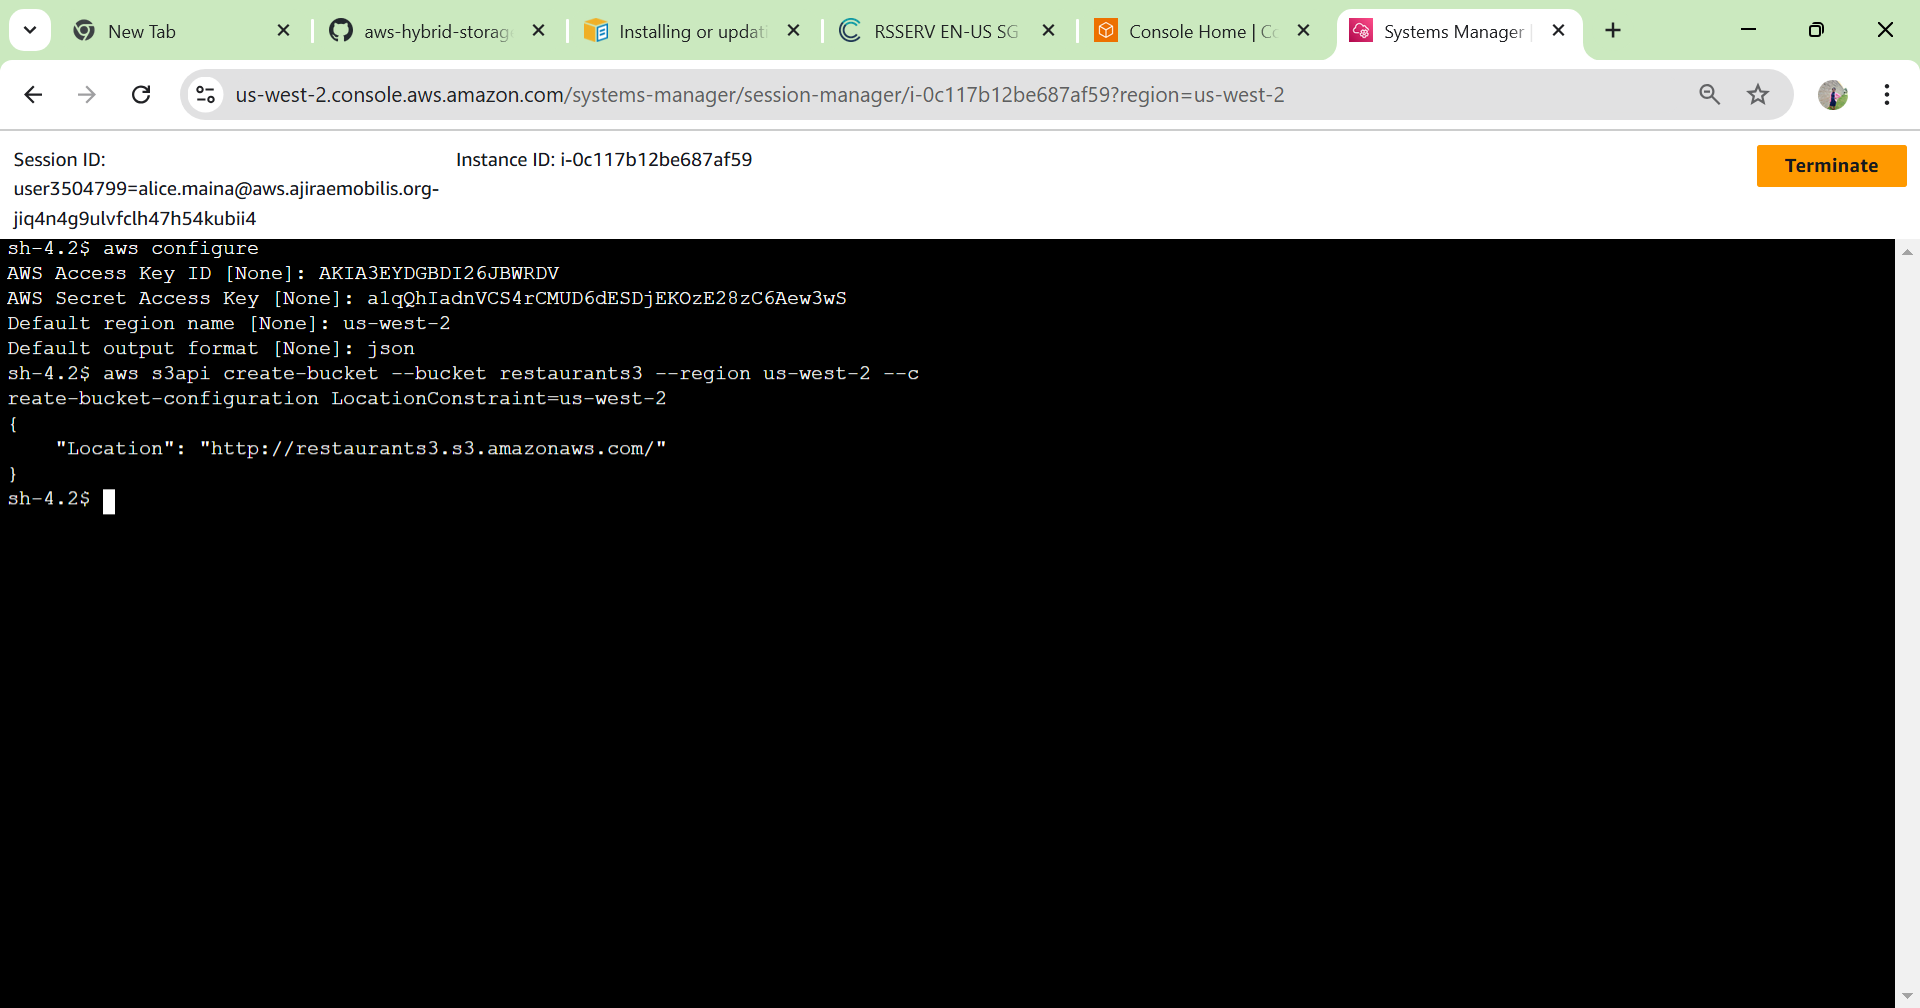 New Tab
aws-hybrid-storag
Installing or updat
RSSERV EN-US SG
Console Home | Co
Systems Manager
us-west-2.console.aws.amazon.com/systems-manager/session-manager/i-0c117b12be687af59?region=us-west-2
Session ID:
user3504799=alice.maina@aws.ajiraemobilis.org-
jiq4n4g9ulvfclh47h54kubii4
Instance ID: i-0c117b12be687af59
Terminate
sh-4.2$ aws configure
AWS Access Key ID [None]: AKIA3EYDGBDI26JBWRDV
AWS Secret Access Key [None]: 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
Default region name [None]: us-west-2
Default output format [None]: json
sh-4.2$ aws s3api create-bucket --bucket restaurants3 --region us-west-2 --c
reate-bucket-configuration LocationConstraint=us-west-2
{
    "Location": "http://restaurants3.s3.amazonaws.com/"
}
sh-4.2$